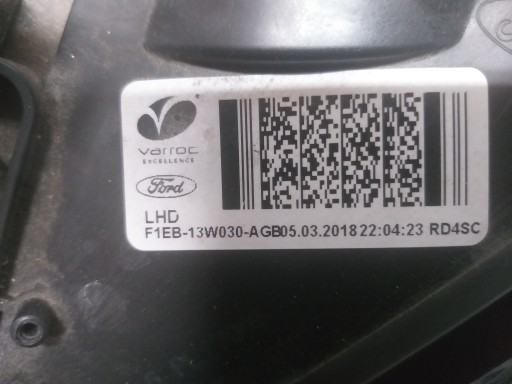 varroc
EXCELLENCE
Ford
LHD
F1EB-13W030-AGB05.03.2018 22:04:23 RD4SC